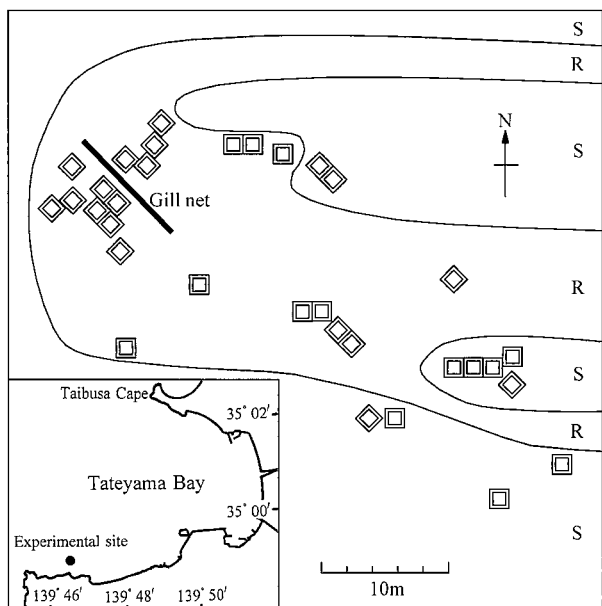 S
R
N
S
Gill net
R
S
R
S
10m
Taibusa Cape
35° 02′
Tateyama Bay
35° 00′
Experimental site
139° 46′ 139° 48′ 139° 50′